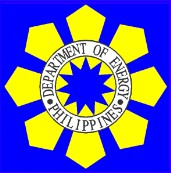 DEPARTMENT OF ENERGY
PHILIPPINES